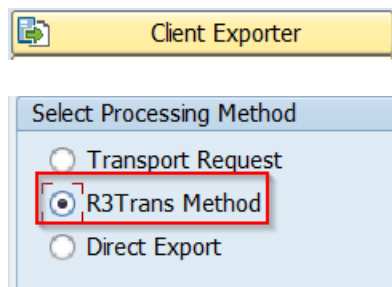 Client Exporter
Select Processing Method
Transport Request
R3Trans Method
Direct Export